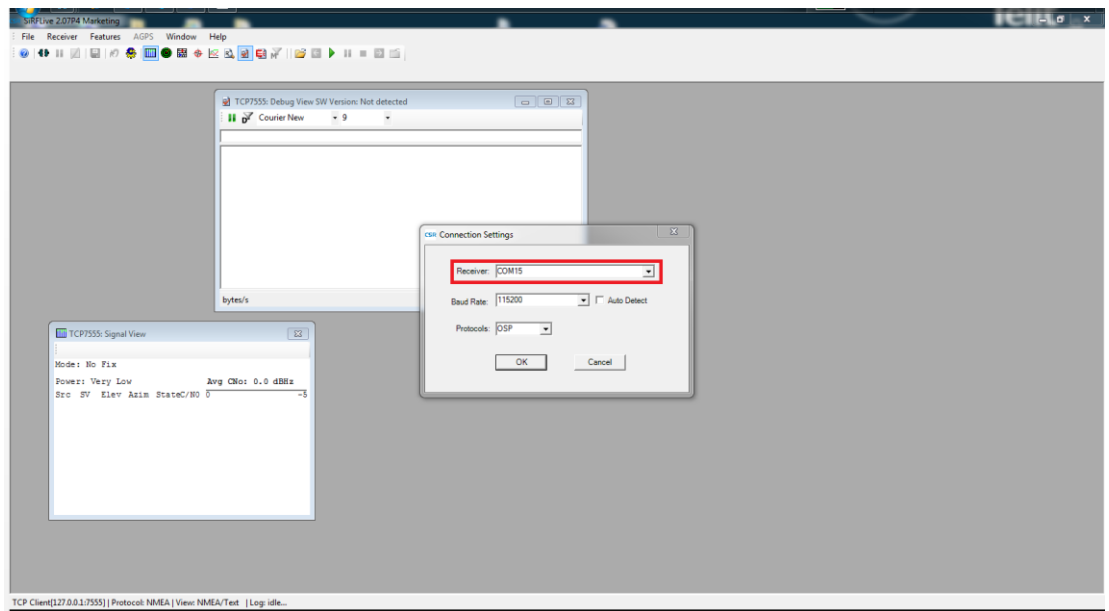 SiRFLive 2.07P4 Marketing
File Receiver Features AGPS Window Help
TCP7555: Debug View SW Version: Not detected
Courier New 9
bytes/s
CSR Connection Settings
Receiver: COM15
Baud Rate: 115200 Auto Detect
Protocols: OSP
OK Cancel
TCP7555: Signal View
Mode: No Fix
Power: Very Low Avg CNo: 0.0 dBHz
Src SV Elev Azim StateC/N0 0 -5
TCP Client[127.0.0.1:7555] | Protocol: NMEA | View: NMEA/Text | Log: idle...